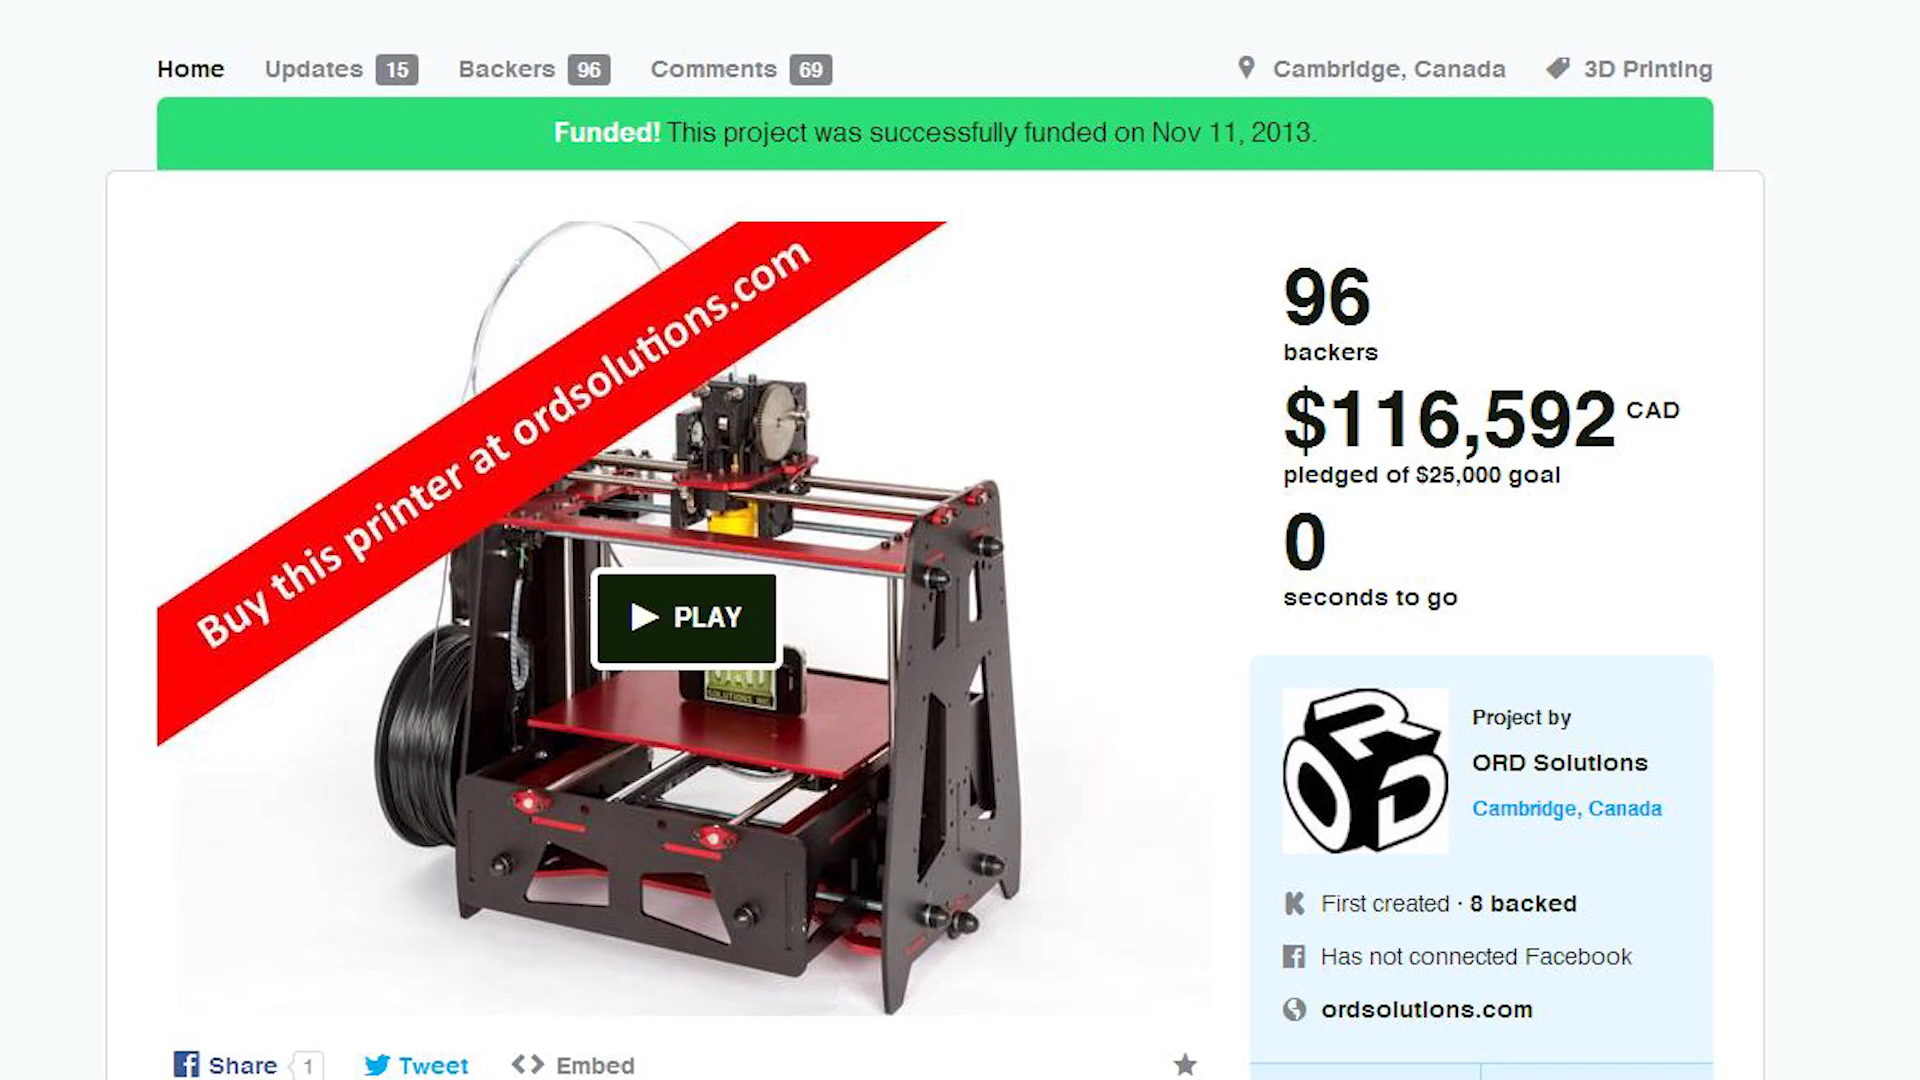 Home Updates 15 Backers 96 Comments 69 Cambridge, Canada 3D Printing
Funded! This project was successfully funded on Nov 11, 2013.
Buy this printer at ordsolutions.com
PLAY
SOLUTIONS INC
96
backers
$116,592 CAD
pledged of $25,000 goal
0
seconds to go
ORD
Project by
ORD Solutions
Cambridge, Canada
First created · 8 backed
Has not connected Facebook
ordsolutions.com
Share 1 Tweet Embed